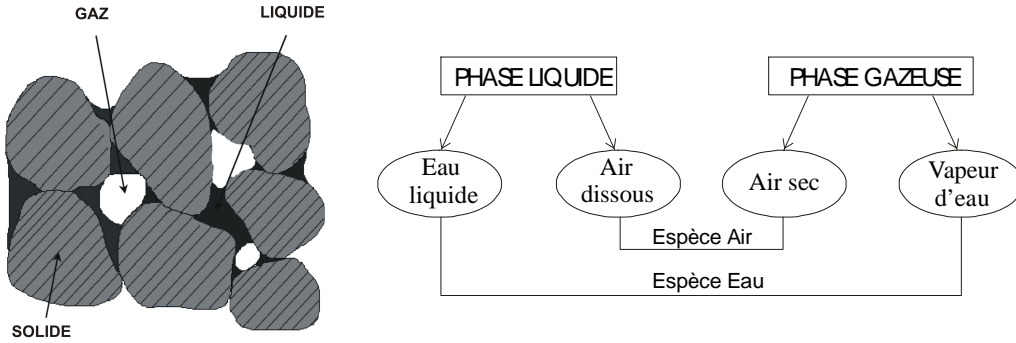 GAZ
LIQUIDE
SOLIDE
PHASE LIQUIDE
PHASE GAZEUSE
Eau
liquide
Air
dissous
Air sec
Vapeur
d'eau
Espèce Air
Espèce Eau